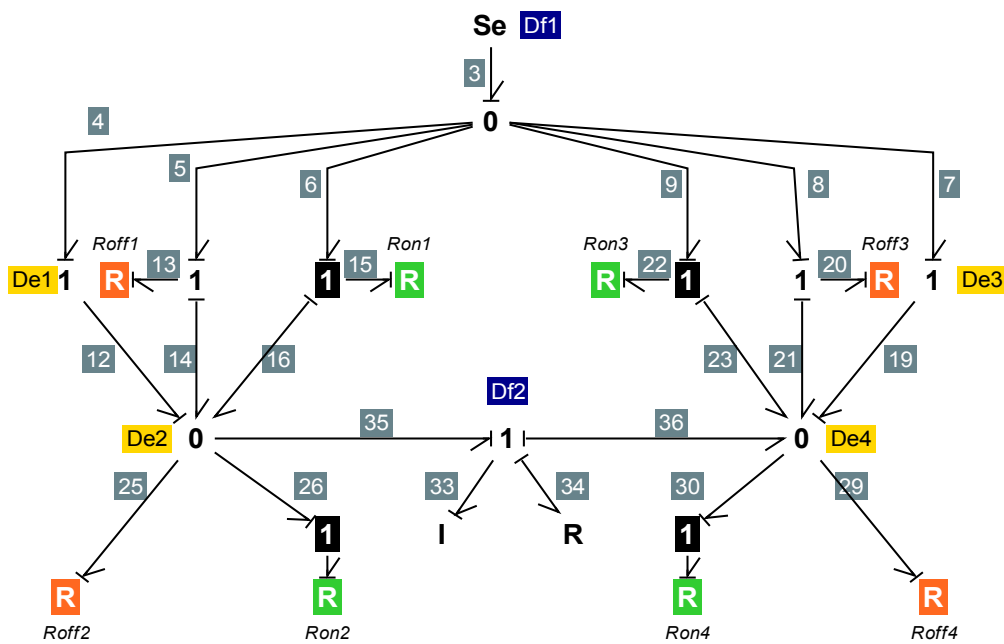 Se Df1
3
0
4
5 6 9 8 7
Roff1 Ron1 Ron3 Roff3
De1 1 R 13 1 1 15 R R 22 1 1 20 R 1 De3
12 14 16 23 21 19
Df2
De2 0 35 1 36 0 De4
25 26 33 34 30 29
1 I R 1
R R R R
Roff2 Ron2 Ron4 Roff4